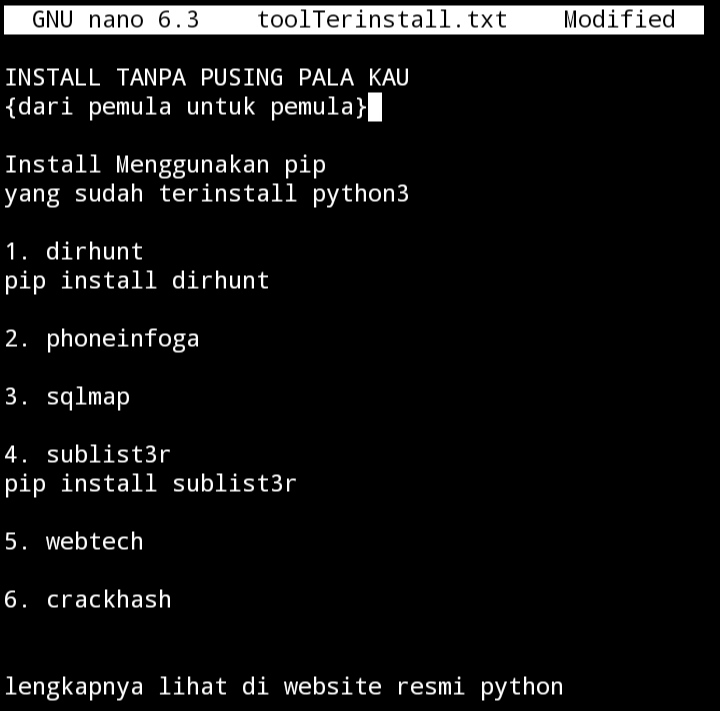 GNU nano 6.3 toolTerinstall.txt Modified
INSTALL TANPA PUSING PALA KAU
{dari pemula untuk pemula}
Install Menggunakan pip
yang sudah terinstall python3
1. dirhunt
pip install dirhunt
2. phoneinfoga
3. sqlmap
4. sublist3r
pip install sublist3r
5. webtech
6. crackhash
lengkapnya lihat di website resmi python